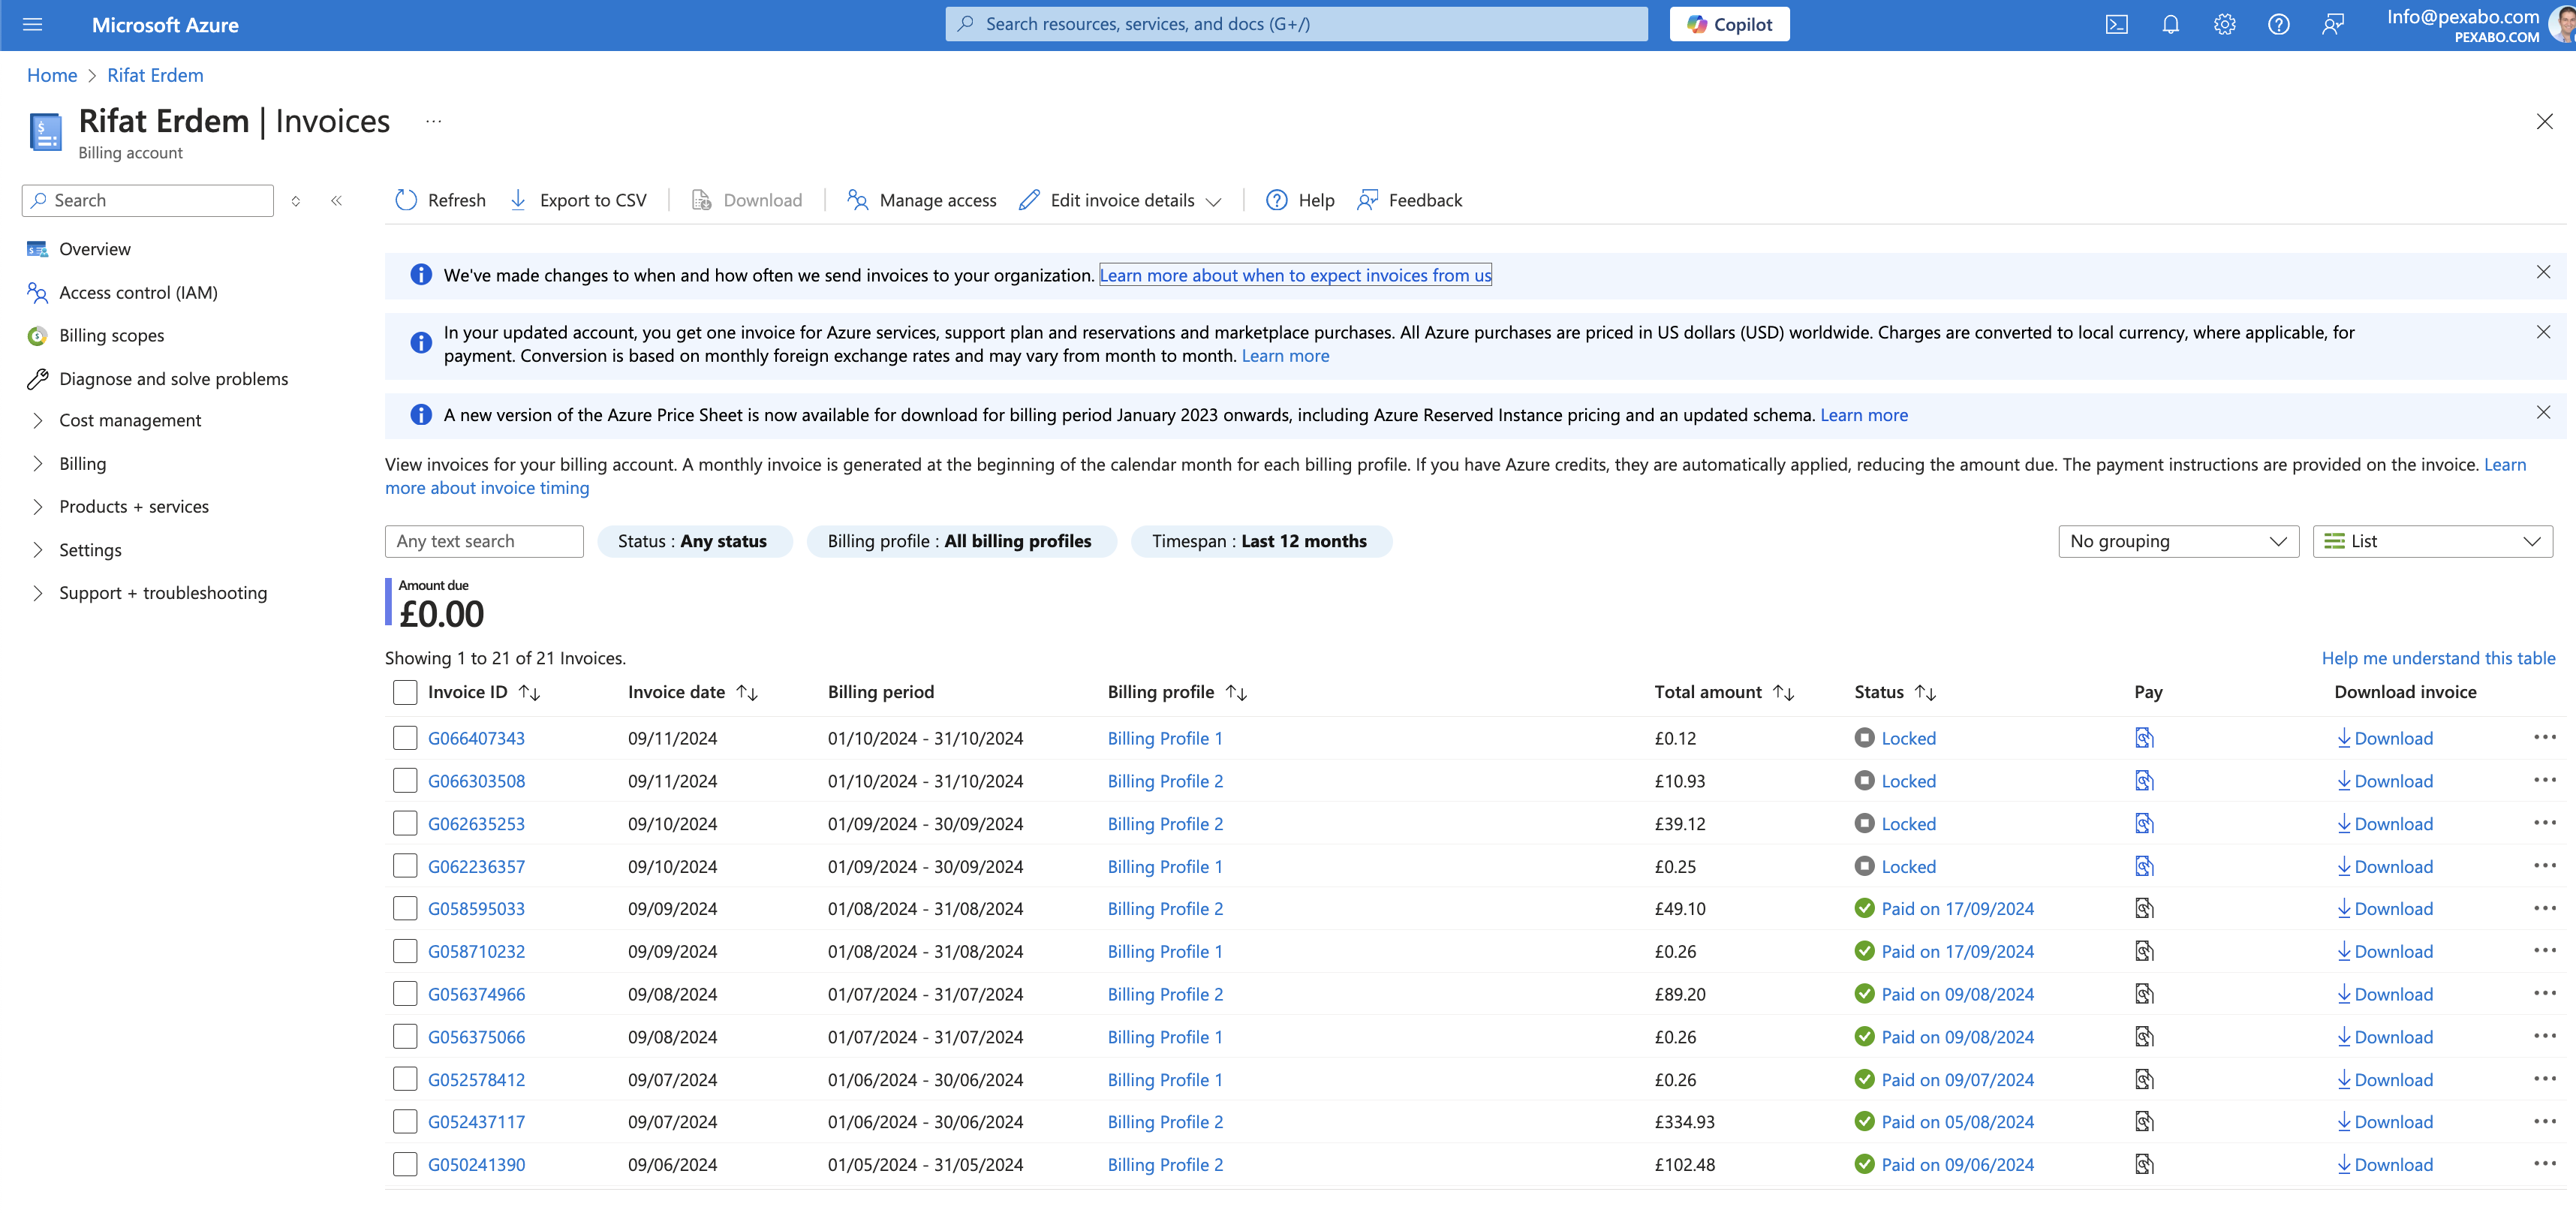 Microsoft Azure
Search resources, services, and docs (G+/)
Copilot
Info@pexabo.com
PEXABO.COM
Home > Rifat Erdem
Rifat Erdem | Invoices ...
Billing account
Search
Refresh
Export to CSV
Download
Manage access
Edit invoice details
Help
Feedback
Overview
Access control (IAM)
Billing scopes
Diagnose and solve problems
Cost management
Billing
Products + services
Settings
Support + troubleshooting
We've made changes to when and how often we send invoices to your organization. Learn more about when to expect invoices from us
In your updated account, you get one invoice for Azure services, support plan and reservations and marketplace purchases. All Azure purchases are priced in US dollars (USD) worldwide. Charges are converted to local currency, where applicable, for
payment. Conversion is based on monthly foreign exchange rates and may vary from month to month. Learn more
A new version of the Azure Price Sheet is now available for download for billing period January 2023 onwards, including Azure Reserved Instance pricing and an updated schema. Learn more
View invoices for your billing account. A monthly invoice is generated at the beginning of the calendar month for each billing profile. If you have Azure credits, they are automatically applied, reducing the amount due. The payment instructions are provided on the invoice. Learn
more about invoice timing
Any text search
Status : Any status
Billing profile : All billing profiles
Timespan : Last 12 months
No grouping
List
Amount due
£0.00
Showing 1 to 21 of 21 Invoices.
Help me understand this table
Invoice ID Invoice date Billing period Billing profile Total amount Status Pay Download invoice
G066407343 09/11/2024 01/10/2024 - 31/10/2024 Billing Profile 1 £0.12 Locked Download
G066303508 09/11/2024 01/10/2024 - 31/10/2024 Billing Profile 2 £10.93 Locked Download
G062635253 09/10/2024 01/09/2024 - 30/09/2024 Billing Profile 2 £39.12 Locked Download
G062236357 09/10/2024 01/09/2024 - 30/09/2024 Billing Profile 1 £0.25 Locked Download
G058595033 09/09/2024 01/08/2024 - 31/08/2024 Billing Profile 2 £49.10 Paid on 17/09/2024 Download
G058710232 09/09/2024 01/08/2024 - 31/08/2024 Billing Profile 1 £0.26 Paid on 17/09/2024 Download
G056374966 09/08/2024 01/07/2024 - 31/07/2024 Billing Profile 2 £89.20 Paid on 09/08/2024 Download
G056375066 09/08/2024 01/07/2024 - 31/07/2024 Billing Profile 1 £0.26 Paid on 09/08/2024 Download
G052578412 09/07/2024 01/06/2024 - 30/06/2024 Billing Profile 1 £0.26 Paid on 09/07/2024 Download
G052437117 09/07/2024 01/06/2024 - 30/06/2024 Billing Profile 2 £334.93 Paid on 05/08/2024 Download
G050241390 09/06/2024 01/05/2024 - 31/05/2024 Billing Profile 2 £102.48 Paid on 09/06/2024 Download